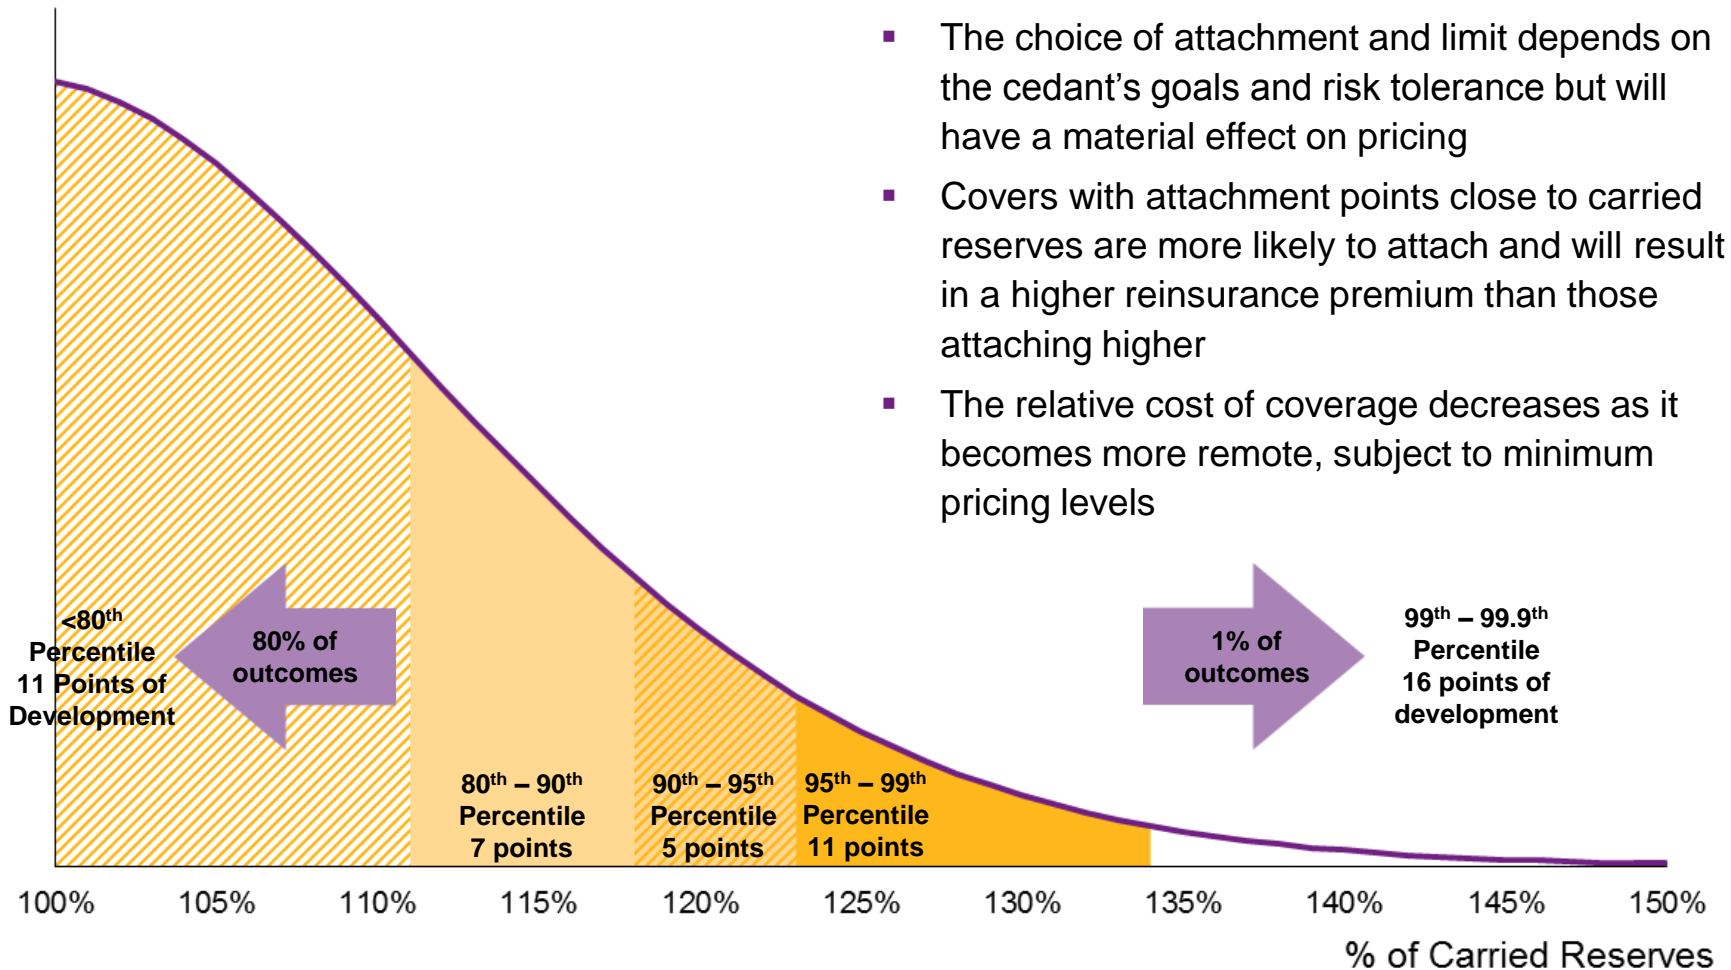 ▪ The choice of attachment and limit depends on
the cedant's goals and risk tolerance but will
have a material effect on pricing
▪ Covers with attachment points close to carried
reserves are more likely to attach and will result
in a higher reinsurance premium than those
attaching higher
▪ The relative cost of coverage decreases as it
becomes more remote, subject to minimum
pricing levels
<80th
Percentile
11 Points of
Development
80% of
outcomes
1% of
outcomes
99th – 99.9th
Percentile
16 points of
development
80th – 90th
Percentile
7 points
90th – 95th
Percentile
5 points
95th – 99th
Percentile
11 points
100% 105% 110% 115% 120% 125% 130% 135% 140% 145% 150%
% of Carried Reserves